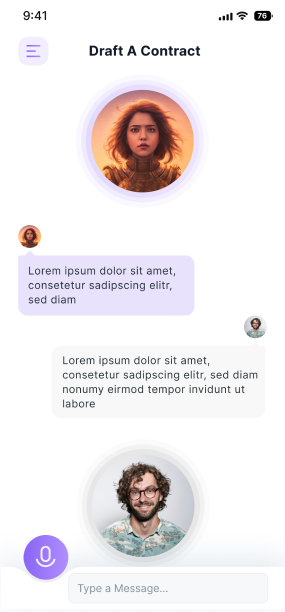 9:41
76
Draft A Contract
Lorem ipsum dolor sit amet,
consetetur sadipscing elitr,
sed diam
Lorem ipsum dolor sit amet,
consetetur sadipscing elitr, sed diam
nonumy eirmod tempor invidunt ut
labore
Type a Message...